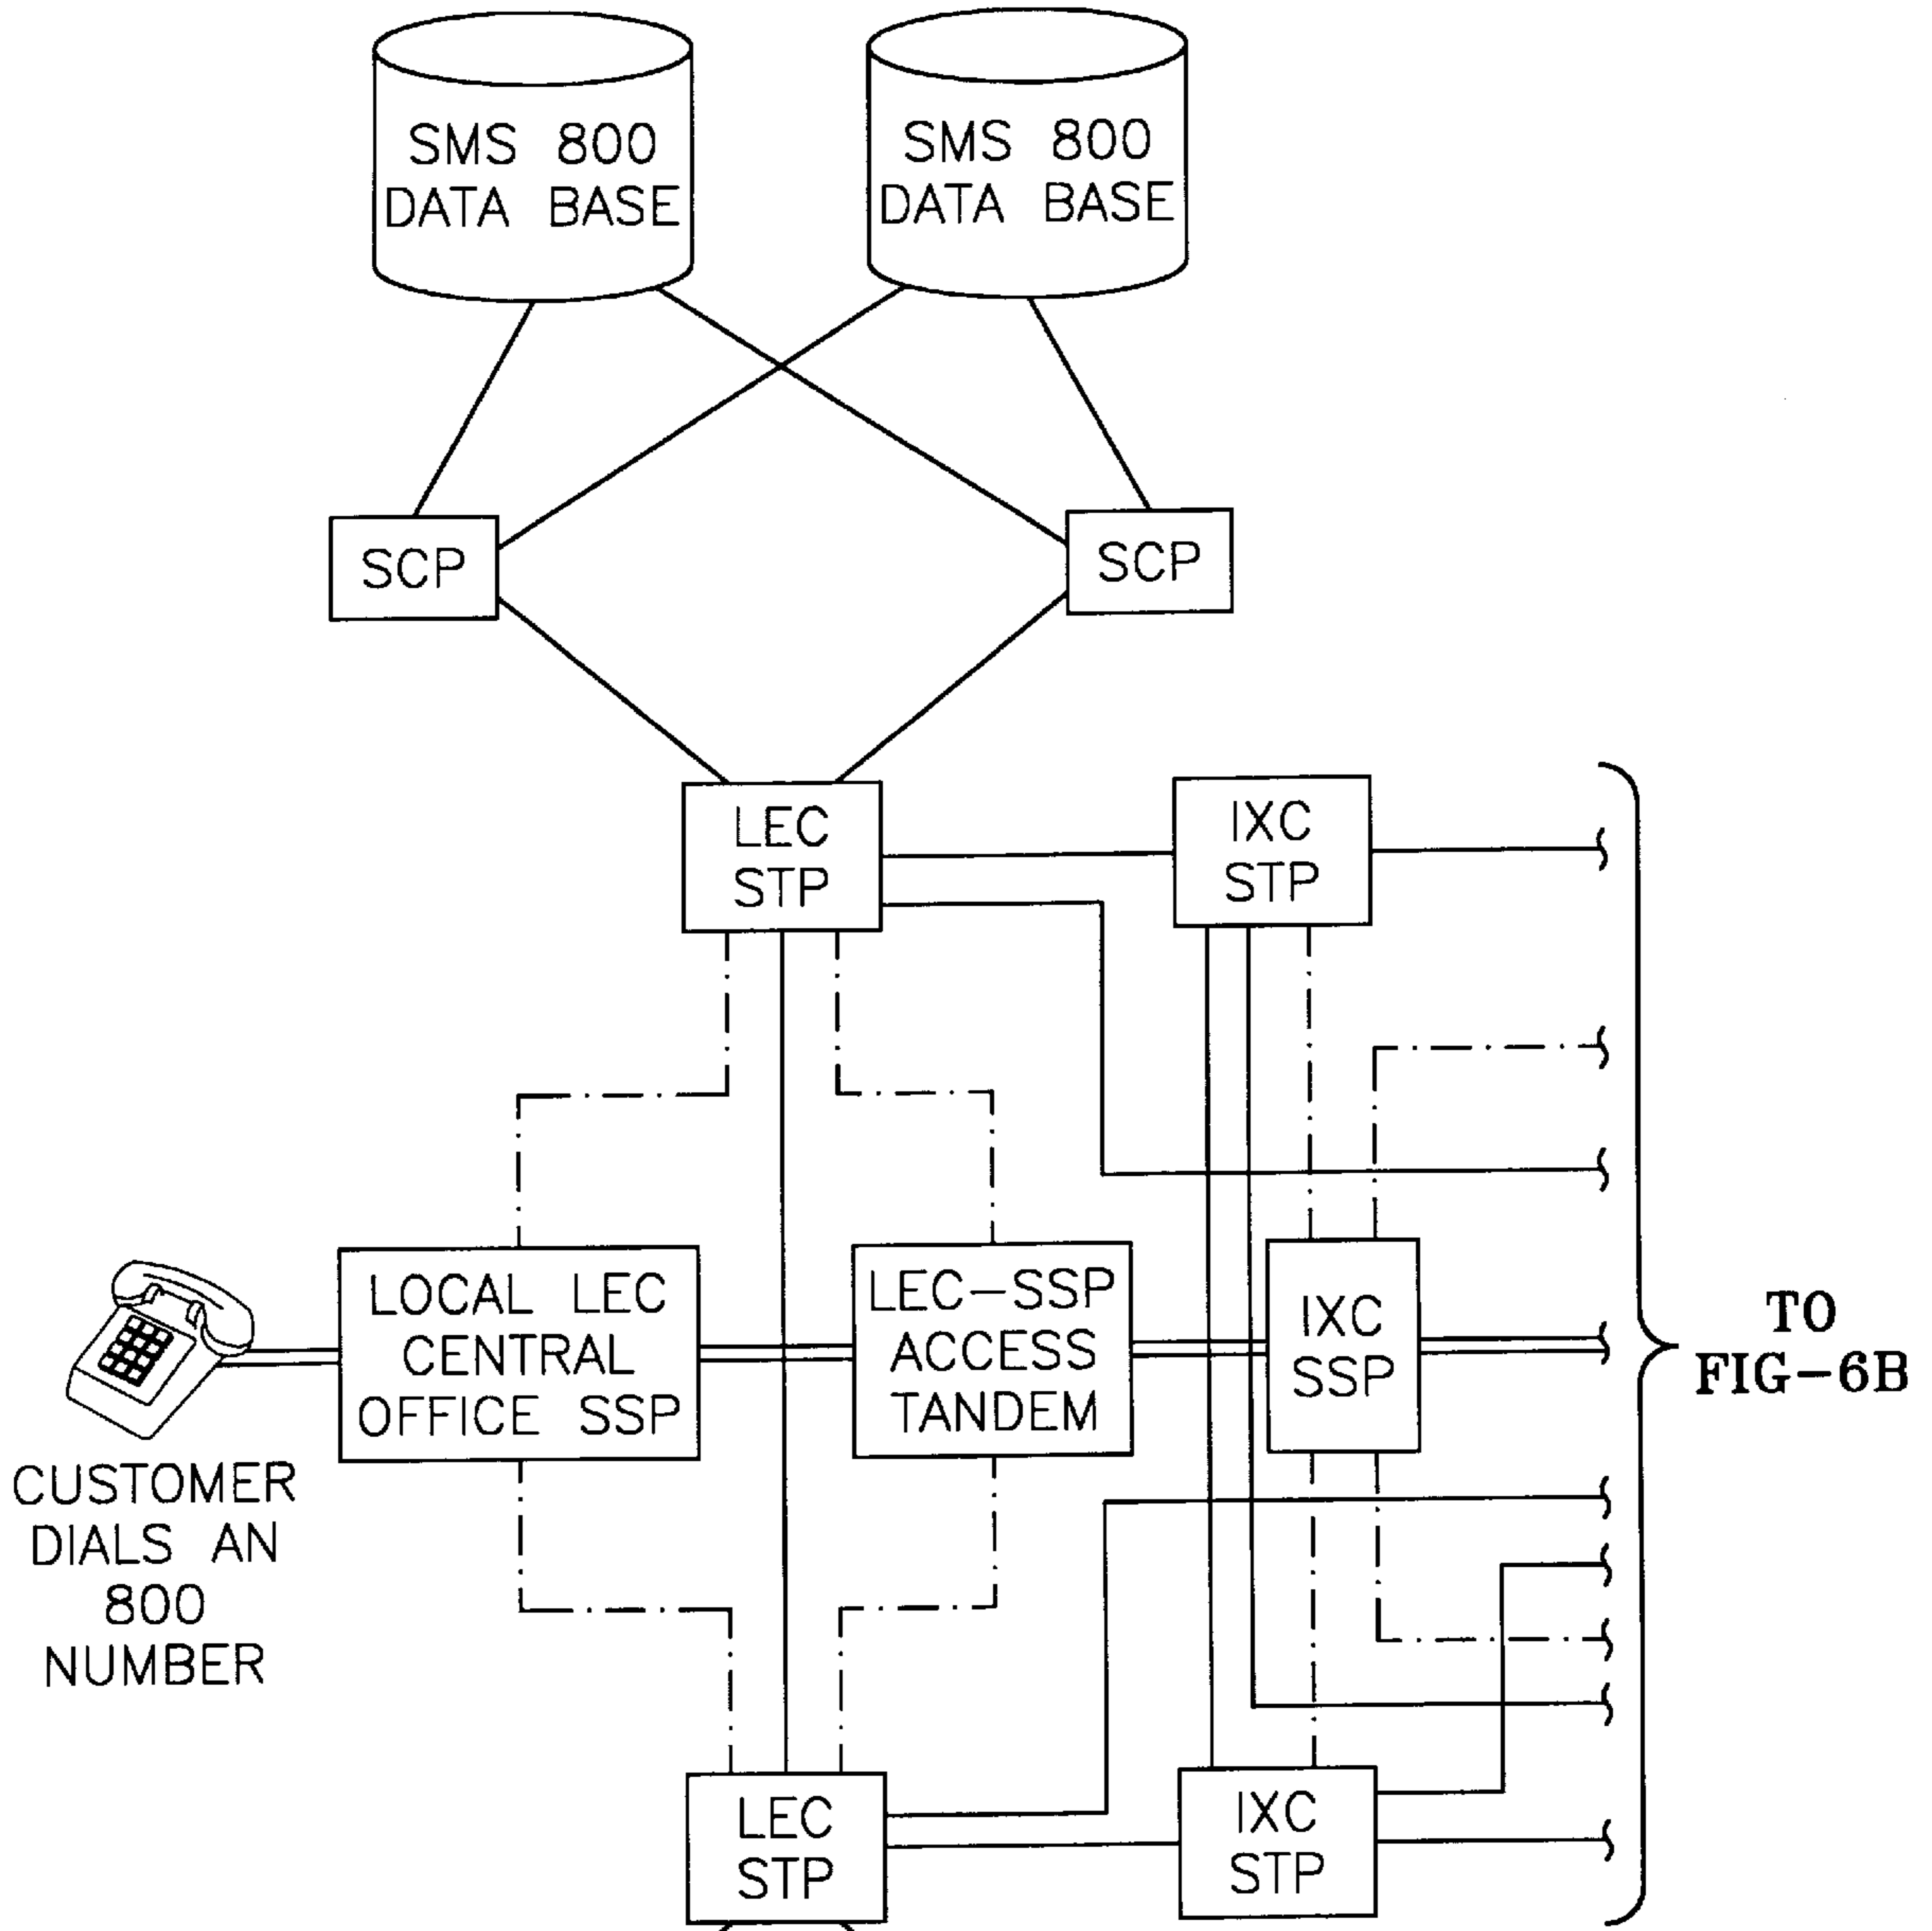 SMS 800
DATA BASE
SMS 800
DATA BASE
SCP
SCP
LEC
STP
IXC
STP
LOCAL LEC
CENTRAL
OFFICE SSP
LEC-SSP
ACCESS
TANDEM
IXC
SSP
TO
FIG-6B
CUSTOMER
DIALS AN
800
NUMBER
LEC
STP
IXC
STP